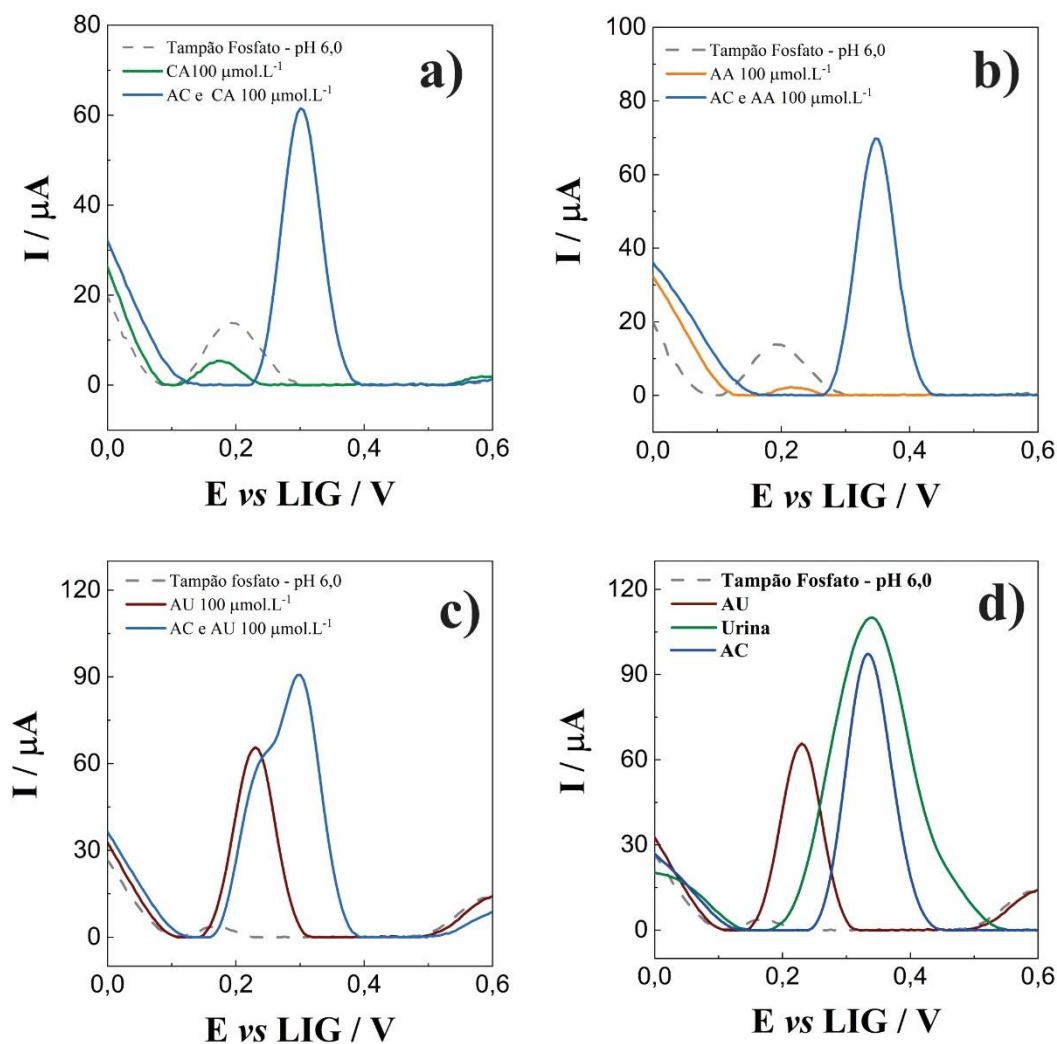 80
60
40
20
0
I / μA
Tampão Fosfato - pH 6,0
CA100 μmol.L⁻¹
AC e CA 100 μmol.L⁻¹
a)
0,0 0,2 0,4 0,6
E vs LIG / V
100
80
60
40
20
0
I / μA
Tampão Fosfato - pH 6,0
AA 100 μmol.L⁻¹
AC e AA 100 μmol.L⁻¹
b)
0,0 0,2 0,4 0,6
E vs LIG / V
120
90
60
30
0
I / μA
Tampão fosfato - pH 6,0
AU 100 μmol.L⁻¹
AC e AU 100 μmol.L⁻¹
c)
0,0 0,2 0,4 0,6
E vs LIG / V
120
90
60
30
0
I / μA
Tampão Fosfato - pH 6,0
AU
Urina
AC
d)
0,0 0,2 0,4 0,6
E vs LIG / V